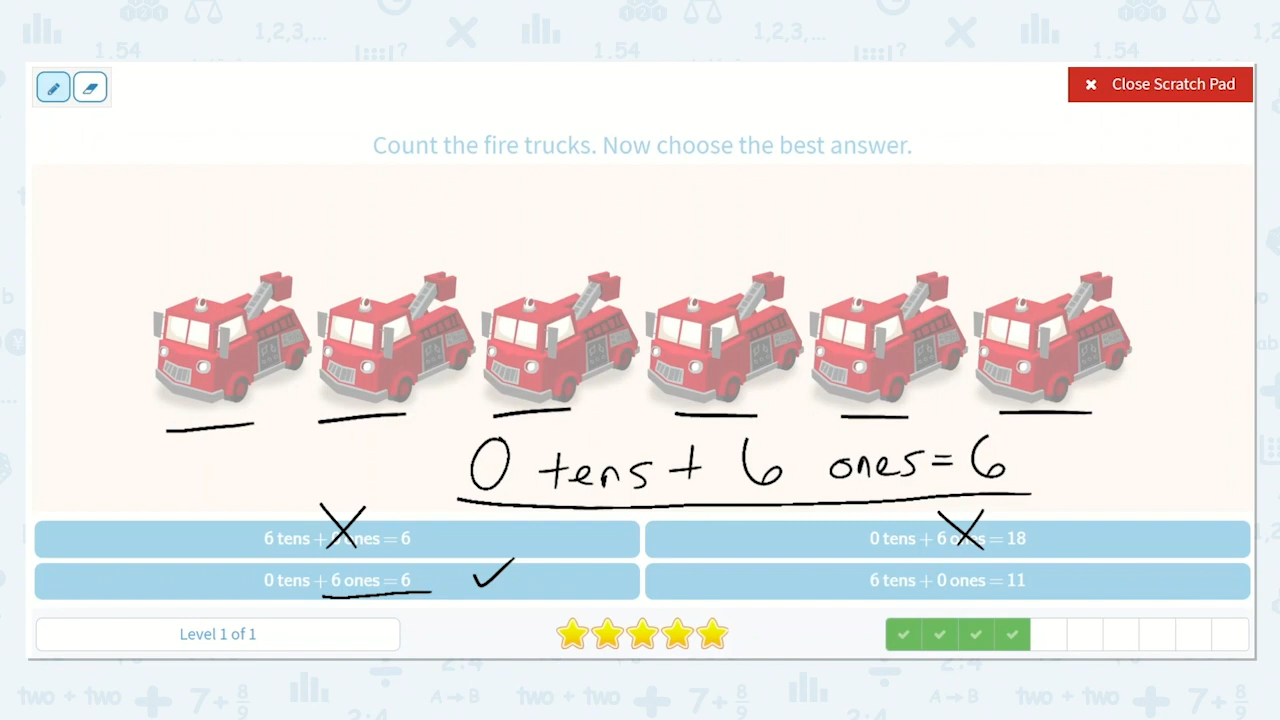 Close Scratch Pad
Count the fire trucks. Now choose the best answer.
0 tens + 6 ones = 6
6 tens + 0 ones = 6
0 tens + 6 ones = 18
0 tens + 6 ones = 6
6 tens + 0 ones = 11
Level 1 of 1